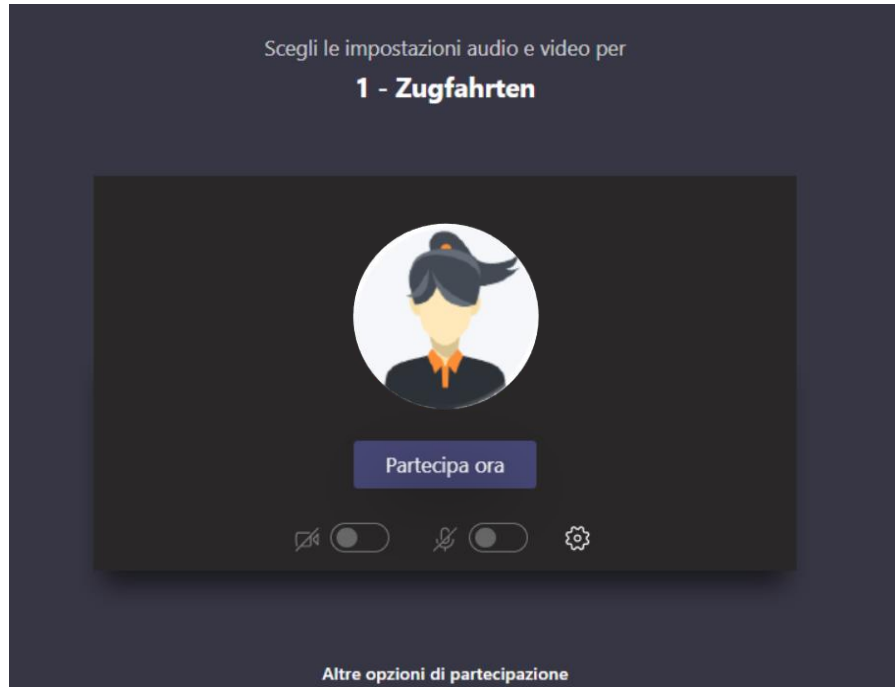 Scegli le impostazioni audio e video per
1 - Zugfahrten
Partecipa ora
Altre opzioni di partecipazione